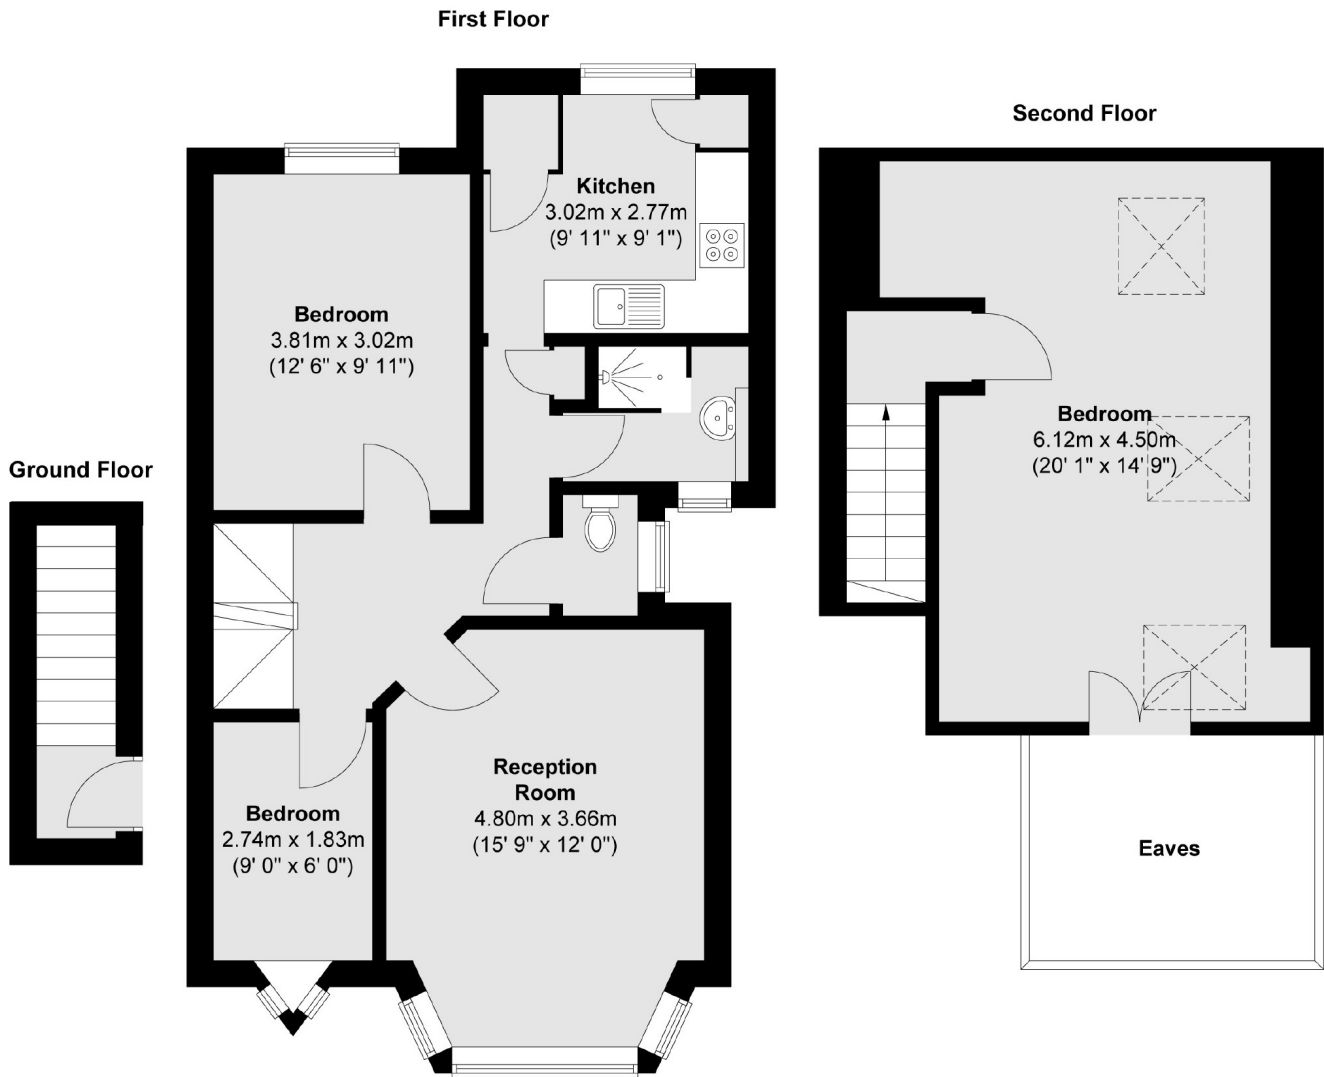 First Floor
Second Floor
Kitchen
3.02m x 2.77m
(9' 11" x 9' 1")
Bedroom
3.81m x 3.02m
(12' 6" x 9' 11")
Bedroom
6.12m x 4.50m
(20' 1" x 14' 9")
Ground Floor
Reception
Room
4.80m x 3.66m
(15' 9" x 12' 0")
Bedroom
2.74m x 1.83m
(9' 0" x 6' 0")
Eaves